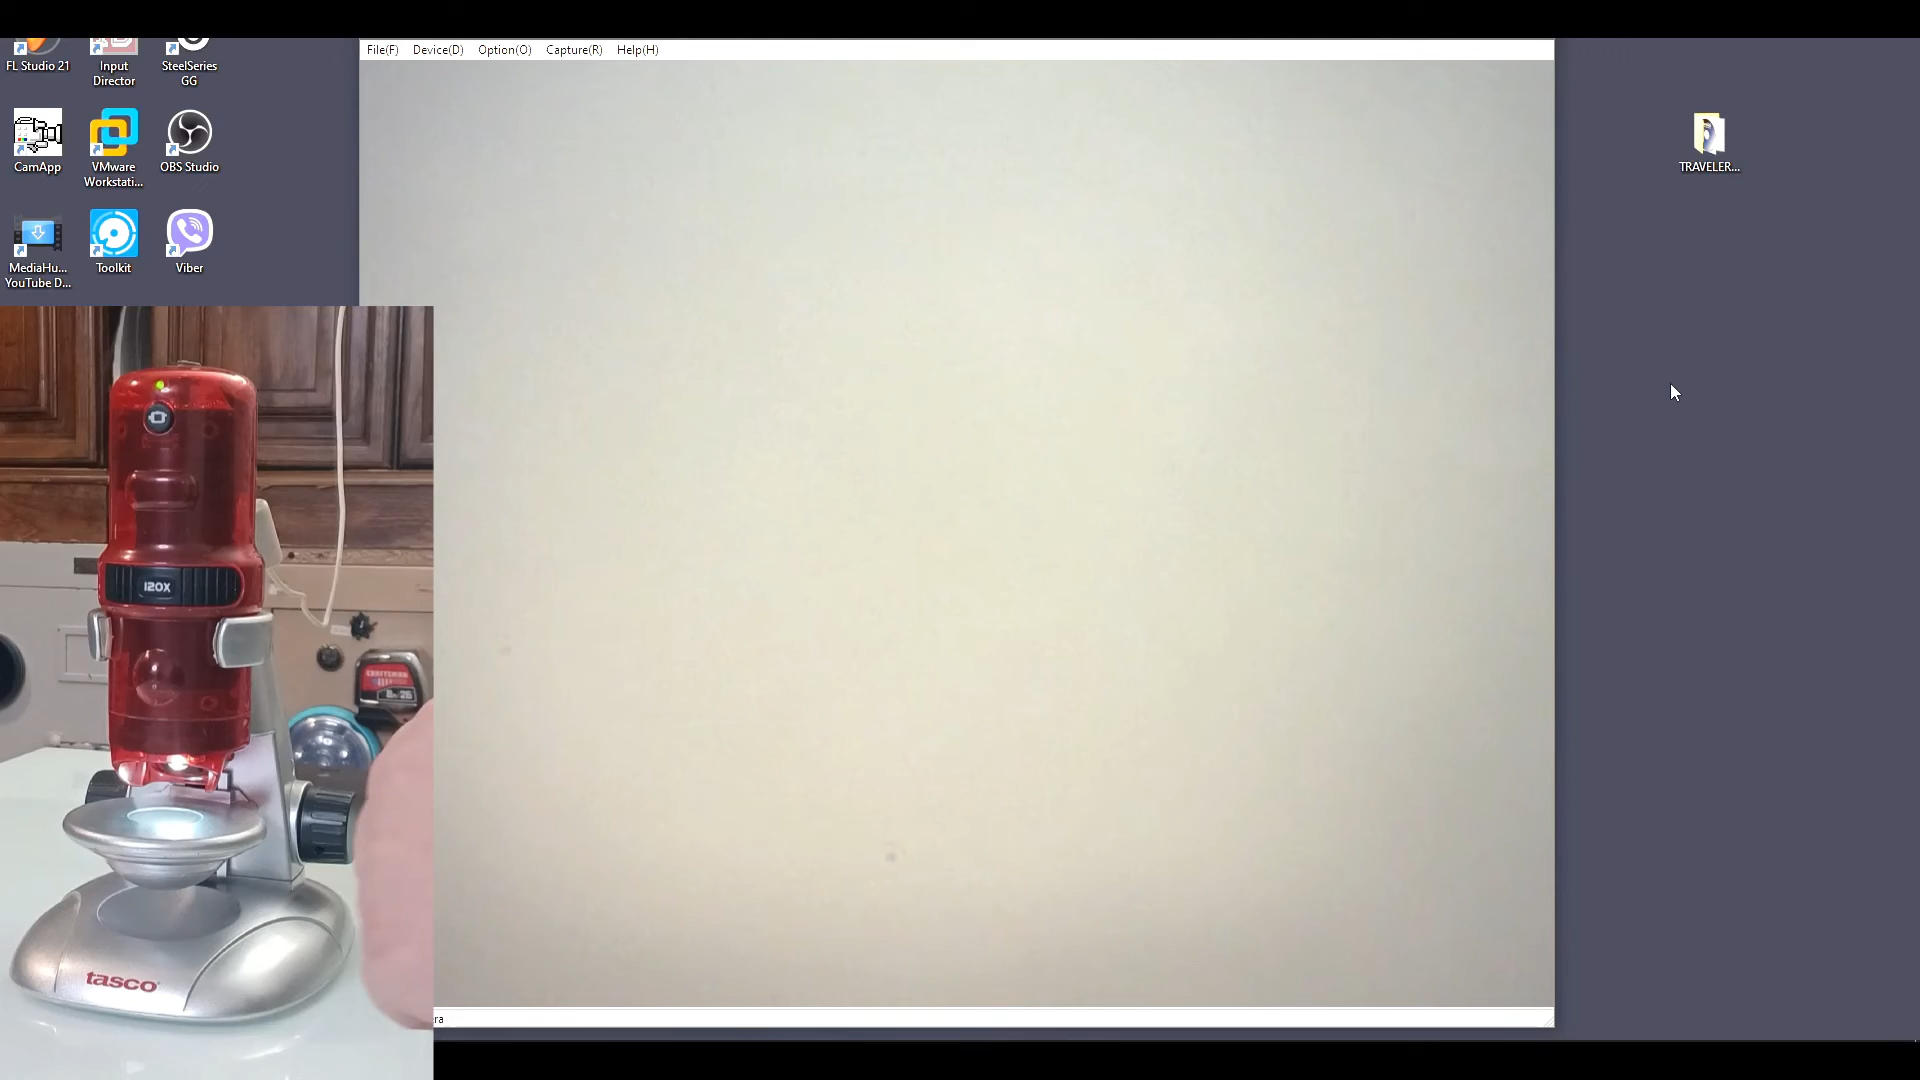 File(F) Device(D) Option(O) Capture(R) Help(H)
FL Studio 21
Input
Director
SteelSeries
GG
CamApp
VMware
Workstati...
OBS Studio
TRAVELER...
MediaHu...
YouTube D...
Toolkit
Viber
120X
CRAFTSMAN
tasco
ra